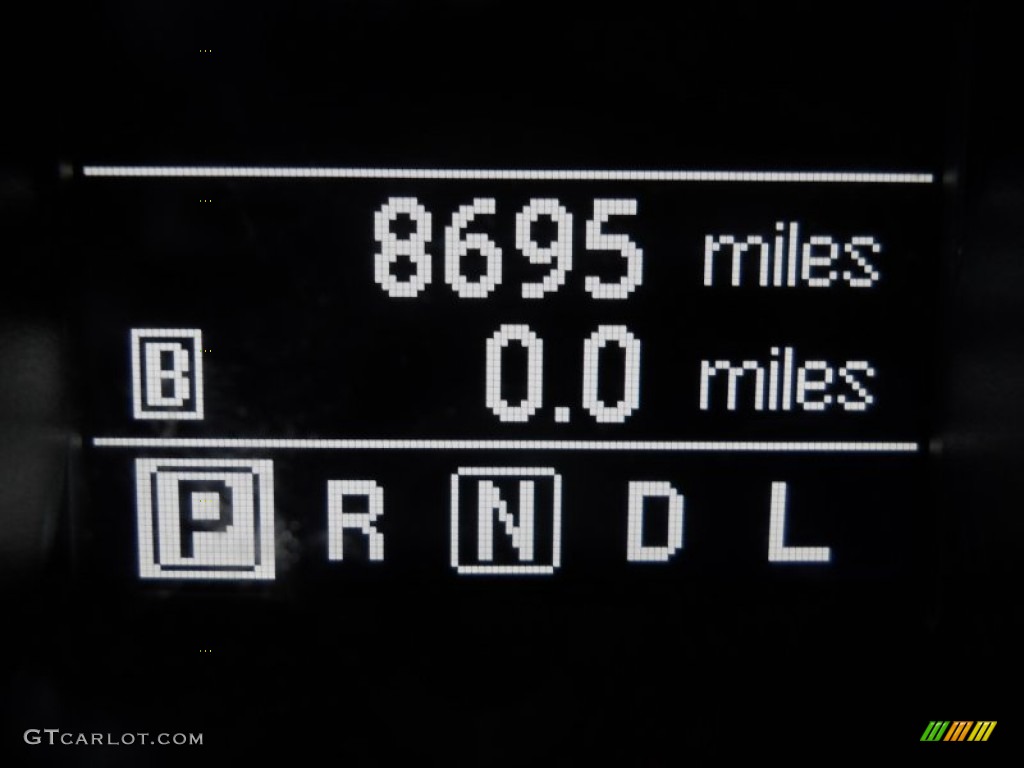 8695 miles
B 0.0 miles
P R N D L
GTCARLOT.COM